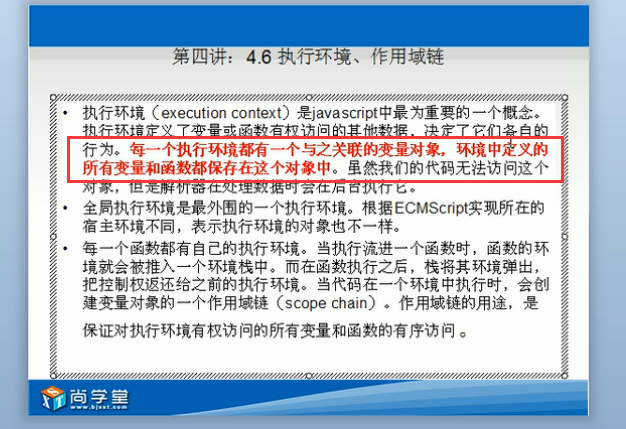 第四讲：4.6 执行环境、作用域链
• 执行环境（execution context）是javascript中最为重要的一个概念。
执行环境定义了变量或函数有权访问的其他数据，决定了它们各自的
行为。每一个执行环境都有一个与之关联的变量对象，环境中定义的
所有变量和函数都保存在这个对象中。虽然我们的代码无法访问这个
对象，但是解析器在处理数据时会在后台执行它。
• 全局执行环境是最外围的一个执行环境。根据ECMScript实现所在的
宿主环境不同，表示执行环境的对象也不一样。
• 每一个函数都有自己的执行环境。当执行流进一个函数时，函数的环
境就会被推入一个环境栈中。而在函数执行之后，栈将其环境弹出，
把控制权返还给之前的执行环境。当代码在一个环境中执行时，会创
建变量对象的一个作用域链（scope chain）。作用域链的用途，是
保证对执行环境有权访问的所有变量和函数的有序访问。
尚学堂
www.bjsxt.com